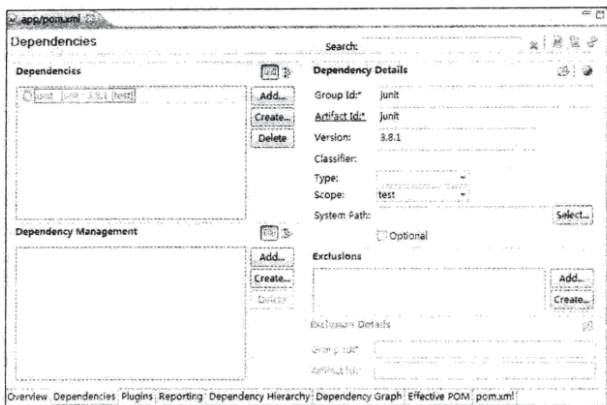 app/pom.xml
Dependencies
Search:
Dependencies
junit : junit : 3.8.1 [test]
Add...
Create...
Delete
Dependency Management
Add...
Create...
Delete
Dependency Details
Group Id:* junit
Artifact Id:* junit
Version: 3.8.1
Classifier:
Type:
Scope: test
System Path: Select...
Optional
Exclusions
Add...
Create...
Exclusion Details
Group Id:*
Artifact Id:*
Overview Dependencies Plugins Reporting Dependency Hierarchy Dependency Graph Effective POM pom.xml